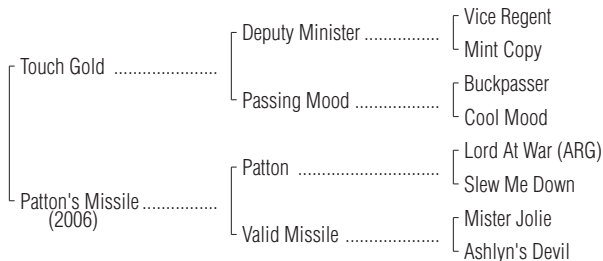 Vice Regent
Deputy Minister ..................
Mint Copy
Touch Gold ........................
Buckpasser
Passing Mood ....................
Cool Mood
Lord At War (ARG)
Patton ................................
Slew Me Down
Patton's Missile .................
(2006)
Mister Jolie
Valid Missile ......................
Ashlyn's Devil